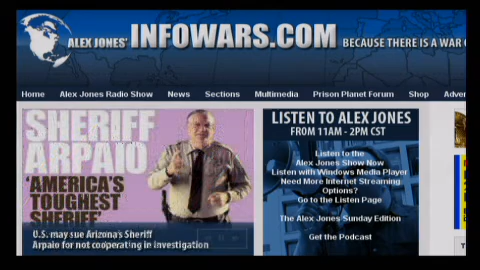 ALEX JONES' INFOWARS.COM BECAUSE THERE IS A WAR
Home Alex Jones Radio Show News Sections Multimedia Prison Planet Forum Shop Adver
SHERIFF
ARPAIO
'AMERICA'S
TOUGHEST
SHERIFF'
U.S. may sue Arizona's Sheriff
Arpaio for not cooperating in investigation
LISTEN TO ALEX JONES
FROM 11AM - 2PM CST
Listen to the
Alex Jones Show Now
Listen with Windows Media Player
Need More Internet Streaming
Options?
Go to the Listen Page
The Alex Jones Sunday Edition
Get the Podcast